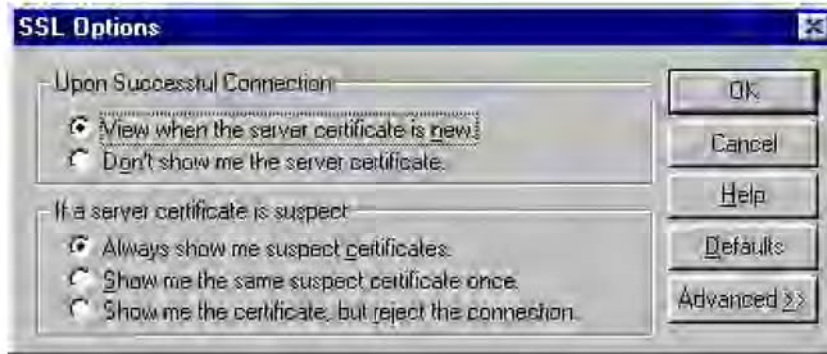 SSL Options
Upon Successful Connection
View when the server certificate is new.
Don't show me the server certificate.
If a server certificate is suspect
Always show me suspect certificates.
Show me the same suspect certificate once.
Show me the certificate, but reject the connection.
OK
Cancel
Help
Defaults
Advanced >>